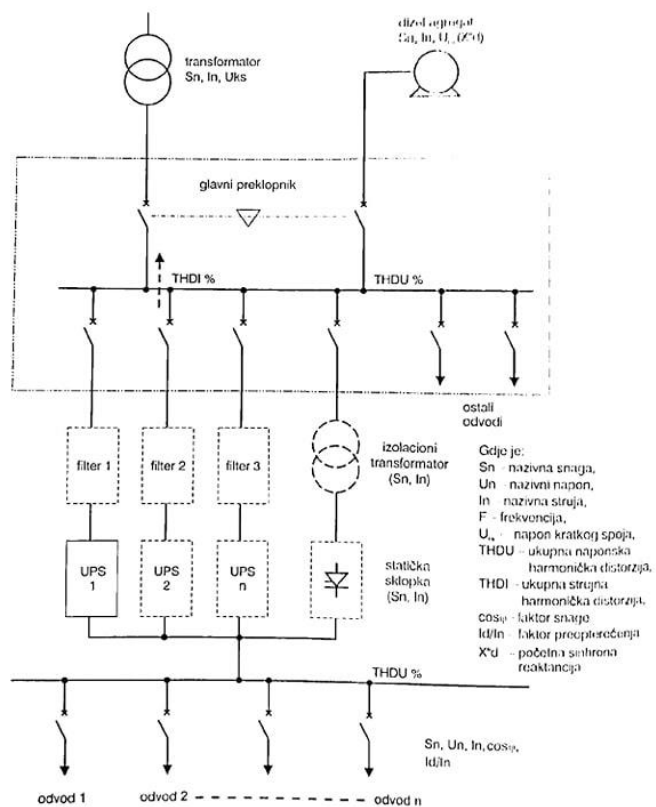 dizel agregat
Sn, In, U (X"d)
transformator
Sn, In, Uks
glavni preklopnik
THDI %
THDU %
ostali
odvodi
filter 1
filter 2
filter 3
izolacioni
transformator
(Sn, In)
UPS
1
UPS
2
UPS
n
statička
sklopka
(Sn, In)
Gdje je:
Sn - nazivna snaga,
Un - nazivni napon,
In - nazivna struja,
F - frekvencija,
U - napon kratkog spoja,
THDU - ukupna naponska
harmonička distorzija,
THDI - ukupna strujna
harmonička distorzija,
cosφ - faktor snage
Id/In - faktor preopterećenja
X"d - početna sinhrona
reaktancija
THDU %
Sn, Un, In, cosφ,
Id/In
odvod 1
odvod 2
odvod n